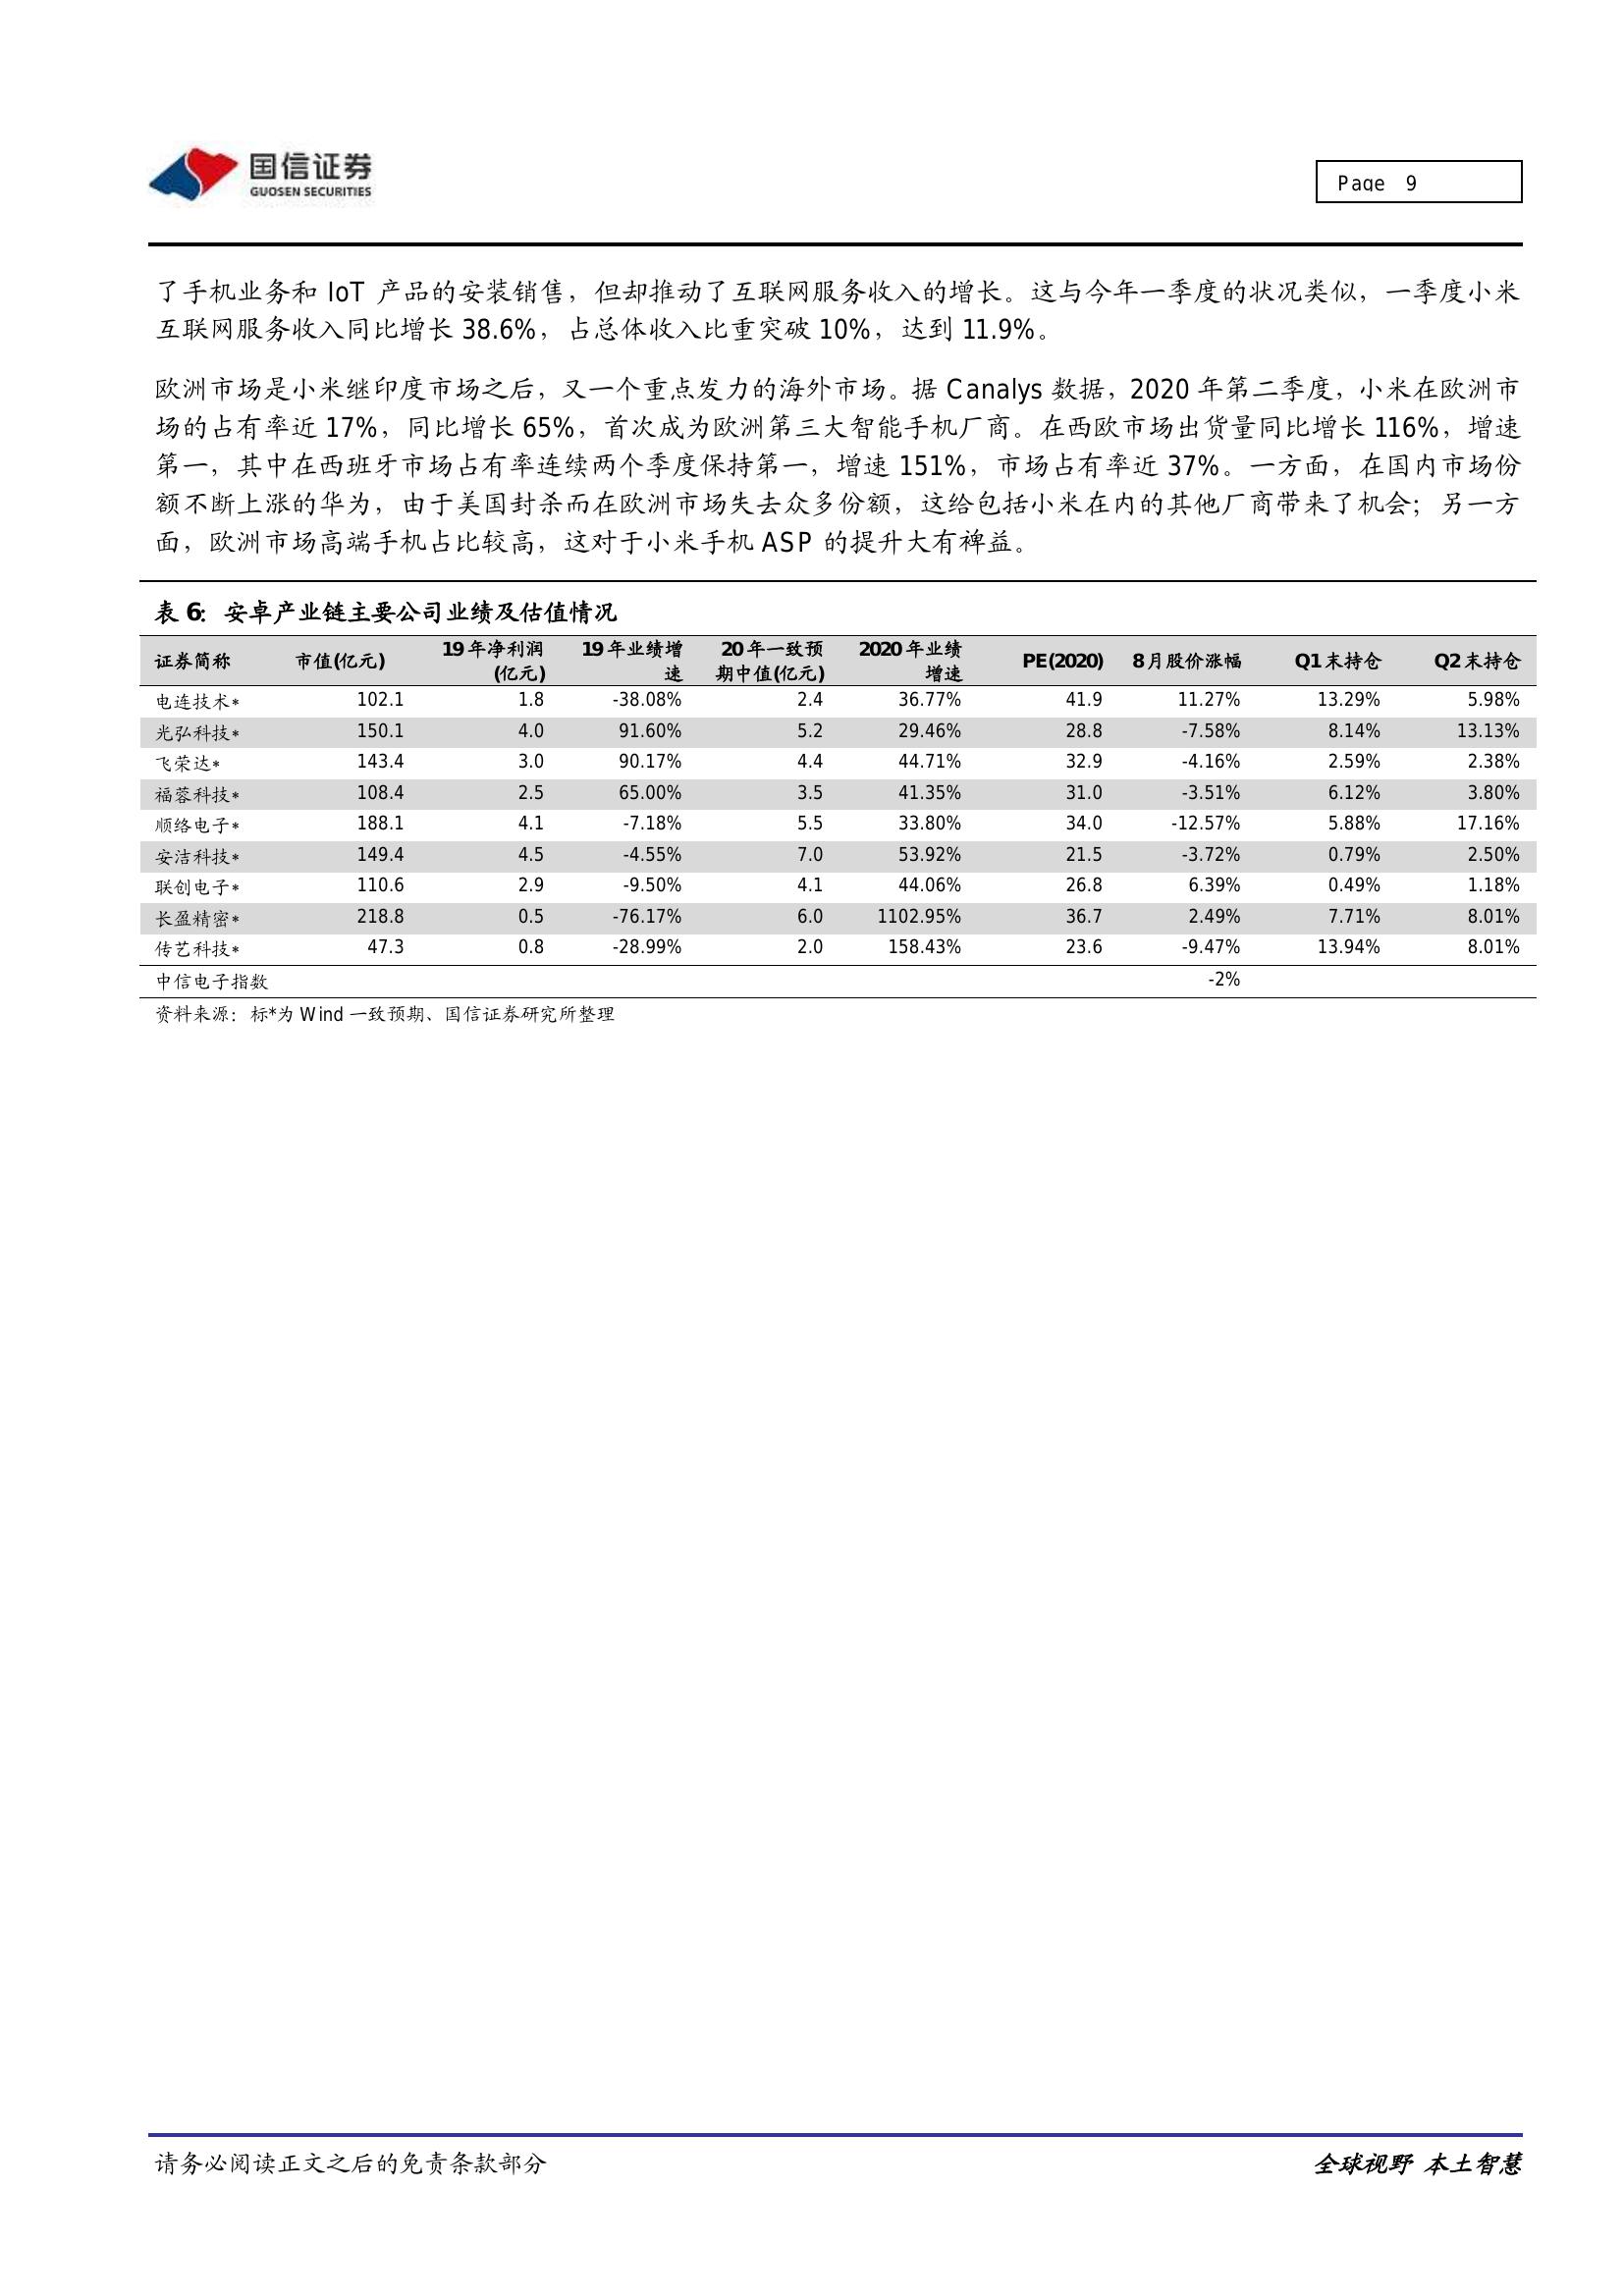 国信证券
GUOSEN SECURITIES
Page 9
了手机业务和 IoT 产品的安装销售，但却推动了互联网服务收入的增长。这与今年一季度的状况类似，一季度小米
互联网服务收入同比增长 38.6%，占总体收入比重突破 10%，达到 11.9%。
欧洲市场是小米继印度市场之后，又一个重点发力的海外市场。据 Canalys 数据，2020 年第二季度，小米在欧洲市
场的占有率近 17%，同比增长 65%，首次成为欧洲第三大智能手机厂商。在西欧市场出货量同比增长 116%，增速
第一，其中在西班牙市场占有率连续两个季度保持第一，增速 151%，市场占有率近 37%。一方面，在国内市场份
额不断上涨的华为，由于美国封杀而在欧洲市场失去众多份额，这给包括小米在内的其他厂商带来了机会；另一方
面，欧洲市场高端手机占比较高，这对于小米手机 ASP 的提升大有裨益。
表 6：安卓产业链主要公司业绩及估值情况
证券简称 市值(亿元) 19 年净利润(亿元) 19 年业绩增速 20 年一致预期中值(亿元) 2020 年业绩增速 PE(2020) 8 月股价涨幅 Q1 末持仓 Q2 末持仓
电连技术* 102.1 1.8 -38.08% 2.4 36.77% 41.9 11.27% 13.29% 5.98%
光弘科技* 150.1 4.0 91.60% 5.2 29.46% 28.8 -7.58% 8.14% 13.13%
飞荣达* 143.4 3.0 90.17% 4.4 44.71% 32.9 -4.16% 2.59% 2.38%
福蓉科技* 108.4 2.5 65.00% 3.5 41.35% 31.0 -3.51% 6.12% 3.80%
顺络电子* 188.1 4.1 -7.18% 5.5 33.80% 34.0 -12.57% 5.88% 17.16%
安洁科技* 149.4 4.5 -4.55% 7.0 53.92% 21.5 -3.72% 0.79% 2.50%
联创电子* 110.6 2.9 -9.50% 4.1 44.06% 26.8 6.39% 0.49% 1.18%
长盈精密* 218.8 0.5 -76.17% 6.0 1102.95% 36.7 2.49% 7.71% 8.01%
传艺科技* 47.3 0.8 -28.99% 2.0 158.43% 23.6 -9.47% 13.94% 8.01%
中信电子指数 -2%
资料来源：标*为 Wind 一致预期、国信证券研究所整理
请务必阅读正文之后的免责条款部分
全球视野 本土智慧